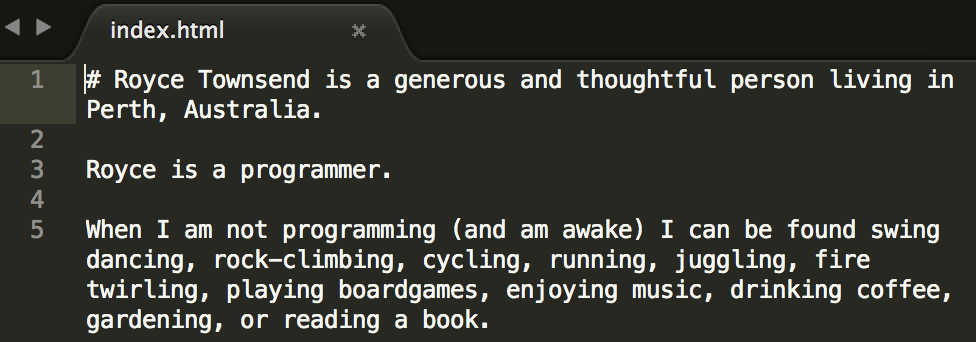 index.html
1 # Royce Townsend is a generous and thoughtful person living in
Perth, Australia.
2
3 Royce is a programmer.
4
5 When I am not programming (and am awake) I can be found swing
dancing, rock-climbing, cycling, running, juggling, fire
twirling, playing boardgames, enjoying music, drinking coffee,
gardening, or reading a book.